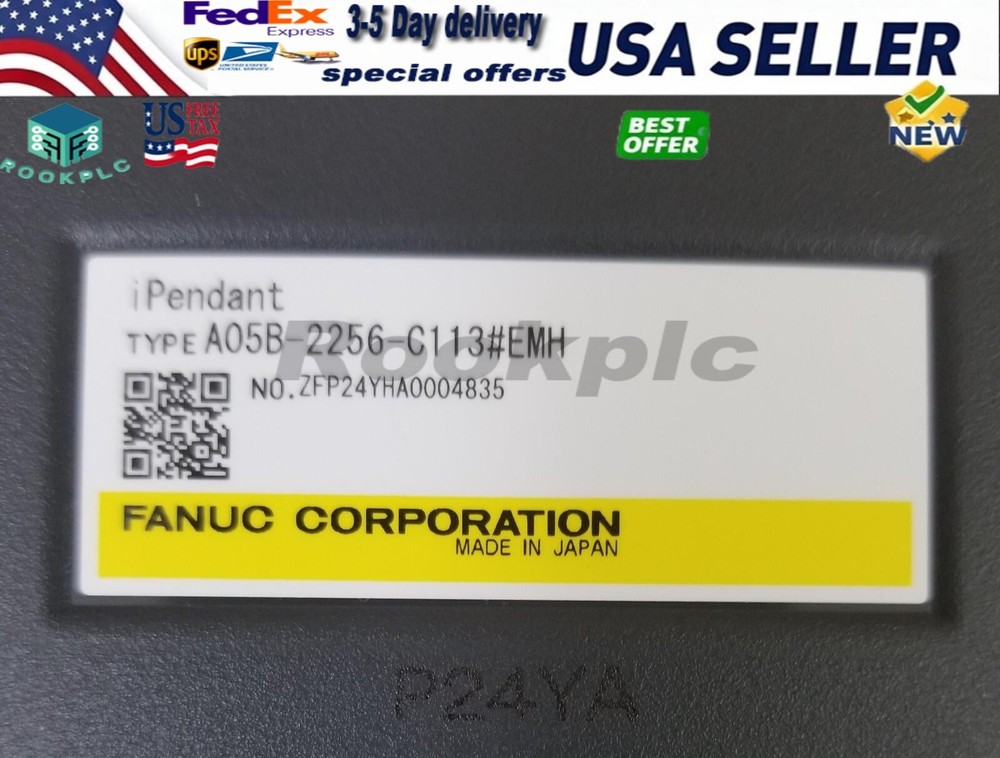 FedEx
Express
3-5 Day delivery
ups
UNITED STATES
POSTAL SERVICE
special offers
USA SELLER
ROOKPLC
US FREE
TAX
BEST
OFFER
NEW
iPendant
TYPE A05B-2256-C113#EMH
Rookplc
NO.ZFP24YHA0004835
FANUC CORPORATION
MADE IN JAPAN
P24YA